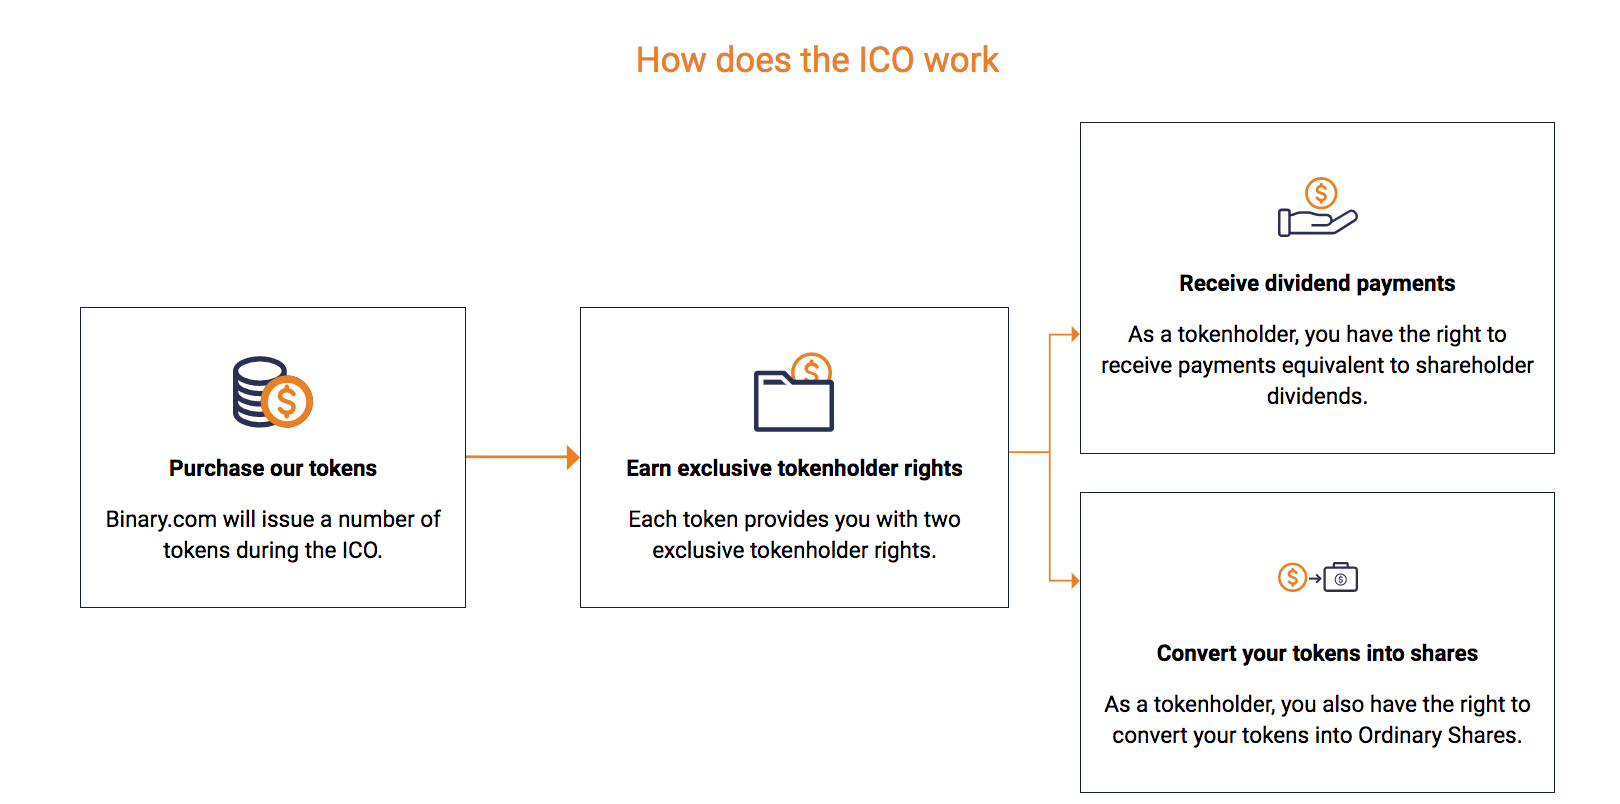 How does the ICO work
Purchase our tokens
Binary.com will issue a number of
tokens during the ICO.
Earn exclusive tokenholder rights
Each token provides you with two
exclusive tokenholder rights.
Receive dividend payments
As a tokenholder, you have the right to
receive payments equivalent to shareholder
dividends.
Convert your tokens into shares
As a tokenholder, you also have the right to
convert your tokens into Ordinary Shares.